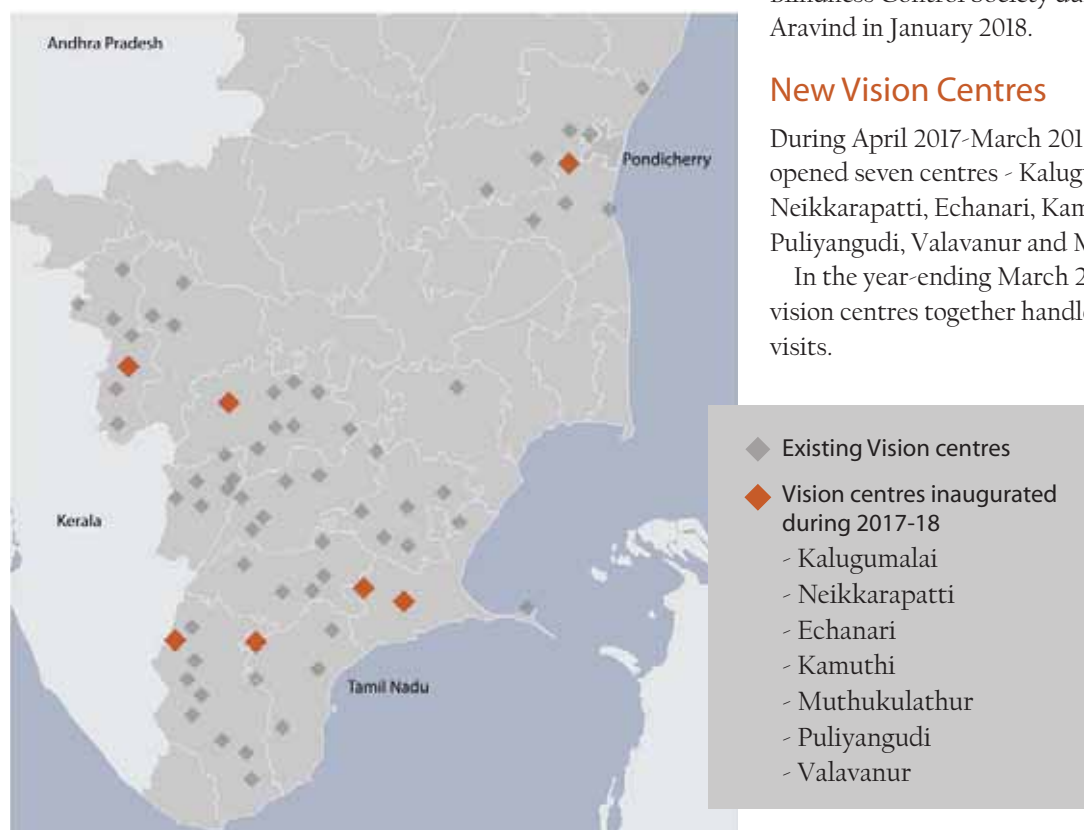 Andhra Pradesh
Pondicherry
Kerala
Tamil Nadu
Aravind in January 2018.
New Vision Centres
During April 2017-March 201
opened seven centres - Kalug
Neikkarapatti, Echanari, Kam
Puliyangudi, Valavanur and M
In the year-ending March 2
vision centres together handl
visits.
Existing Vision centres
Vision centres inaugurated
during 2017-18
- Kalugumalai
- Neikkarapatti
- Echanari
- Kamuthi
- Muthukulathur
- Puliyangudi
- Valavanur